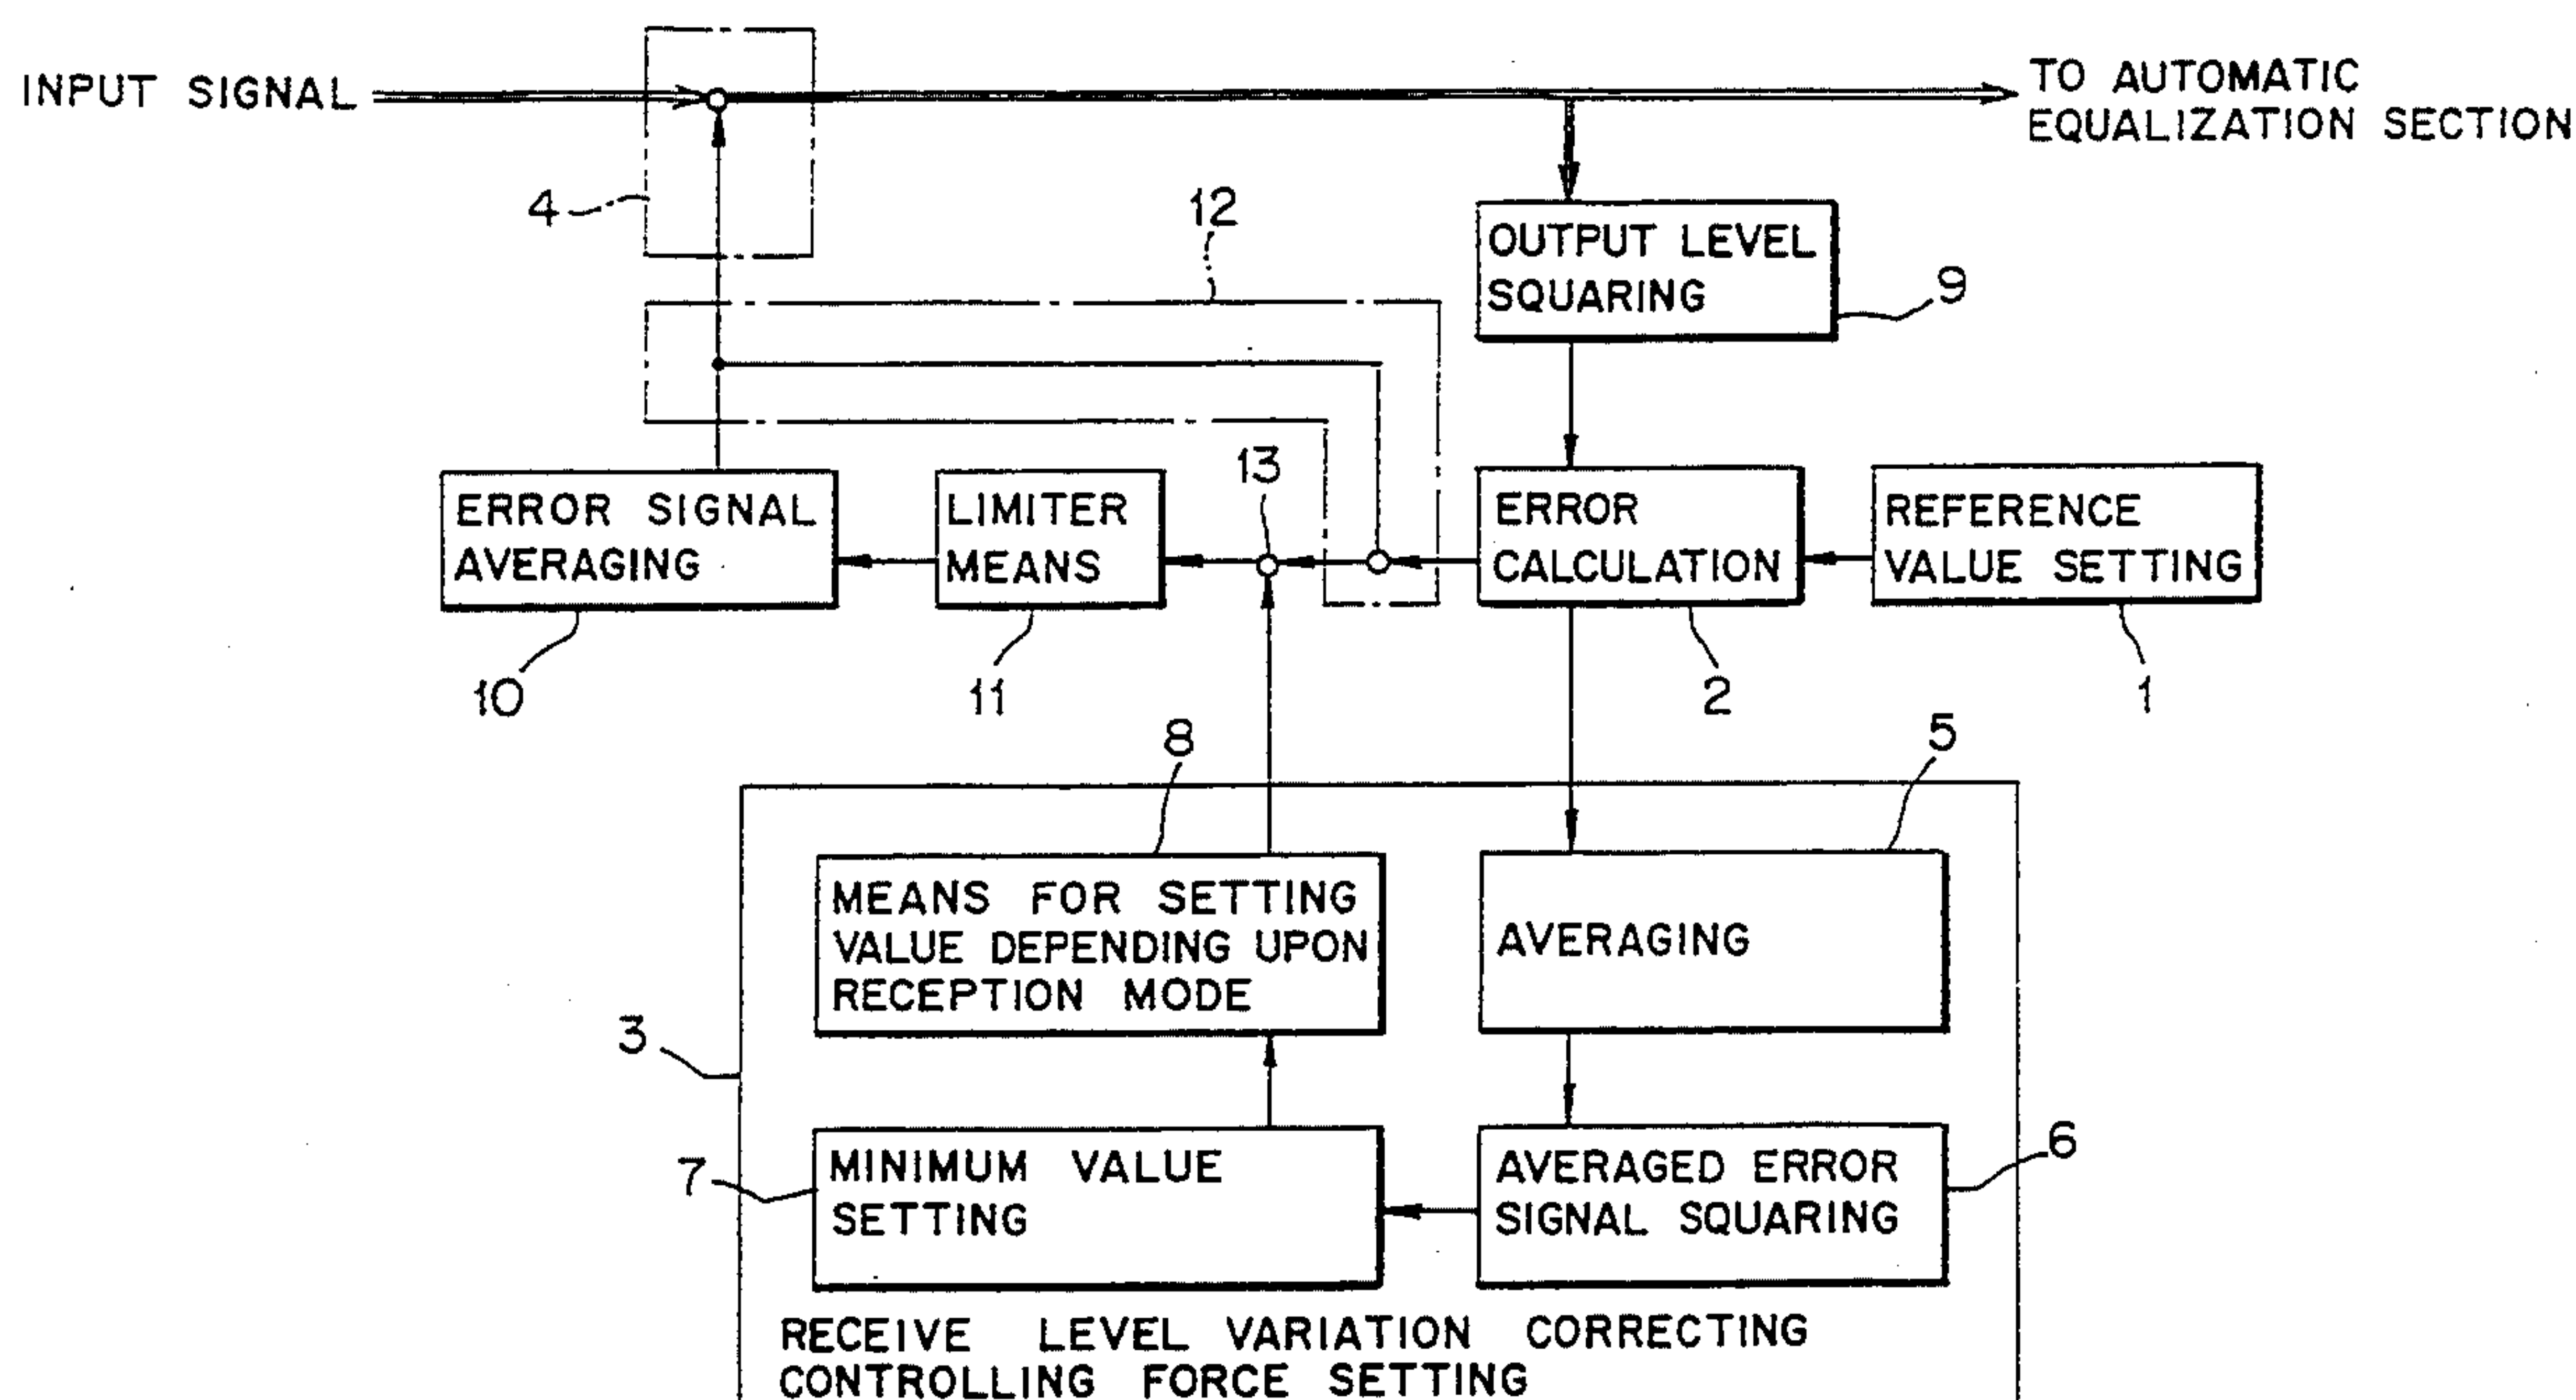 INPUT SIGNAL
TO AUTOMATIC
EQUALIZATION SECTION
4
12
OUTPUT LEVEL
SQUARING
9
13
ERROR SIGNAL
AVERAGING
LIMITER
MEANS
ERROR
CALCULATION
REFERENCE
VALUE SETTING
10
11
2
1
8
5
MEANS FOR SETTING
VALUE DEPENDING UPON
RECEPTION MODE
AVERAGING
3
7
MINIMUM VALUE
SETTING
AVERAGED ERROR
SIGNAL SQUARING
6
RECEIVE LEVEL VARIATION CORRECTING
CONTROLLING FORCE SETTING